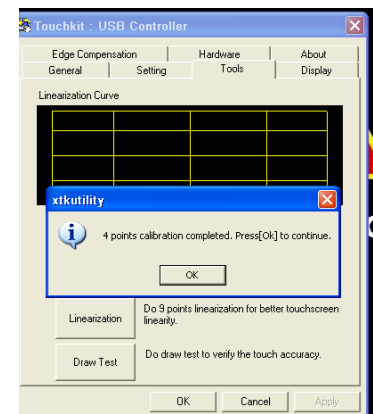 Touchkit : USB Controller
Edge Compensation Hardware About
General Setting Tools Display
Linearization Curve
xtkutility
4 points calibration completed. Press[Ok] to continue.
OK
Linearization
Do 9 points linearization for better touchscreen
linearity.
Draw Test
Do draw test to verify the touch accuracy.
OK Cancel Apply